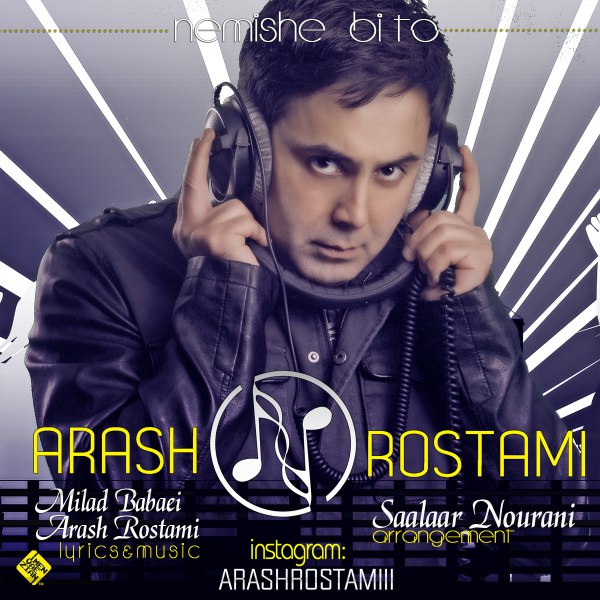 nemishe bi to
ARASH ROSTAMI
Milad Babaei
Arash Rostami
lyrics&music
Saalaar Nourani
arrangement
instagram:
ARASHROSTAMIII